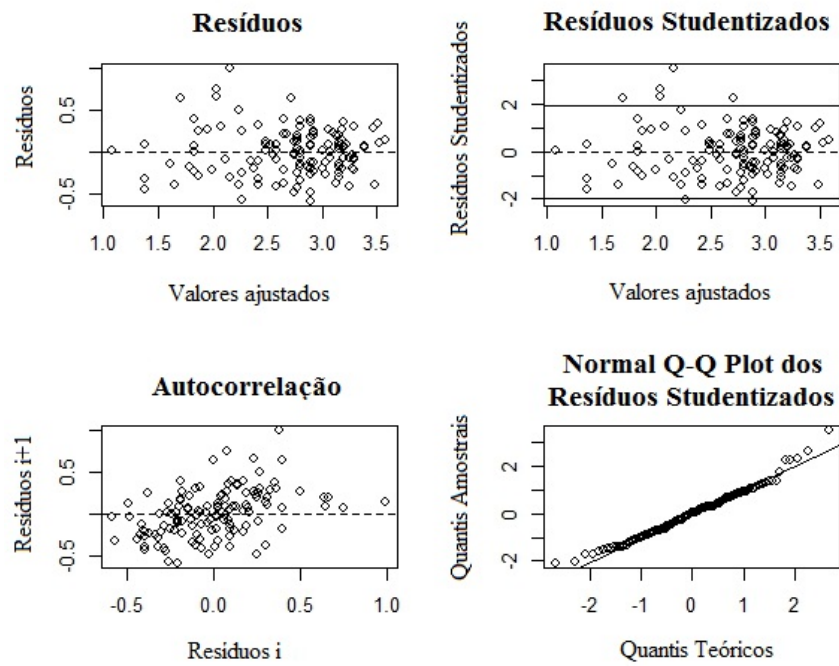 Resíduos
Resíduos
0.5
-0.5
1.0 1.5 2.0 2.5 3.0 3.5
Valores ajustados
Resíduos Studentizados
Resíduos Studentizados
2
0
-2
1.0 1.5 2.0 2.5 3.0 3.5
Valores ajustados
Autocorrelação
Resíduos i+1
0.5
-0.5
-0.5 0.0 0.5 1.0
Resíduos i
Normal Q-Q Plot dos
Resíduos Studentizados
Quantis Amostrais
2
0
-2
-2 -1 0 1 2
Quantis Teóricos